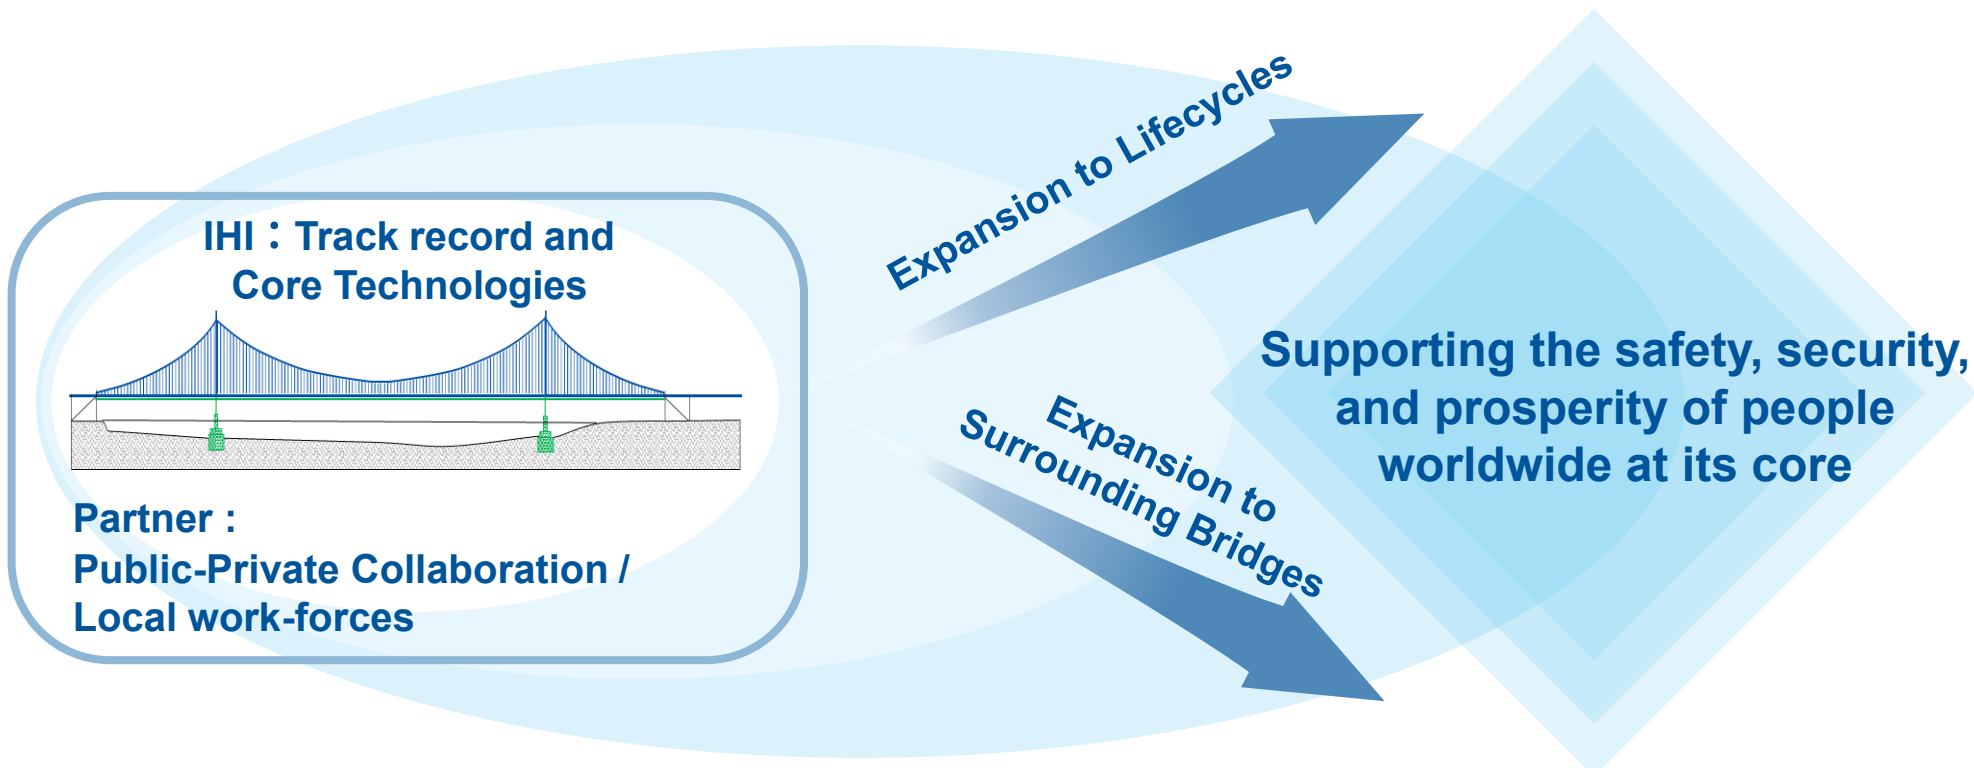 IHI：Track record and
Core Technologies
Partner :
Public-Private Collaboration /
Local work-forces
Expansion to Lifecycles
Expansion to
Surrounding Bridges
Supporting the safety, security,
and prosperity of people
worldwide at its core